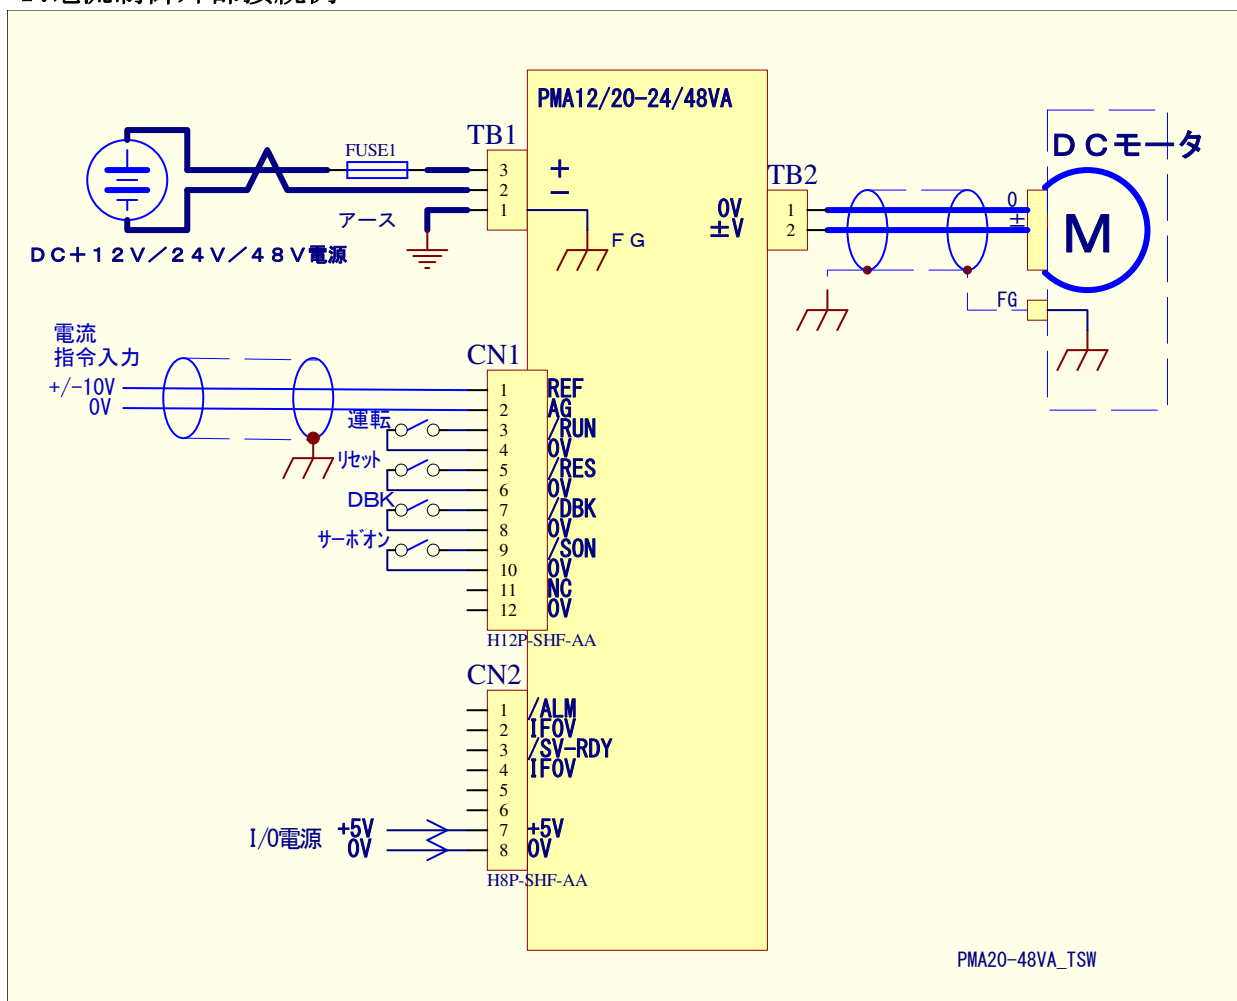 PMA12/20-24/48VA
TB1
FUSE1
3
2
1
+
−
アース
FG
DC+12V/24V/48V電源
TB2
1
2
0V
±V
DCモータ
0
±
M
FG
電流
指令入力
+/-10V
0V
CN1
運転
リセット
DBK
サーボオン
1 REF
2 AG
3 /RUN
4 0V
5 /RES
6 0V
7 /DBK
8 0V
9 /SON
10 0V
11 NC
12 0V
H12P-SHF-AA
CN2
1 /ALM
2 IF0V
3 /SV-RDY
4 IF0V
5
6
I/O電源 +5V 7 +5V
0V 8 0V
H8P-SHF-AA
PMA20-48VA_TSW